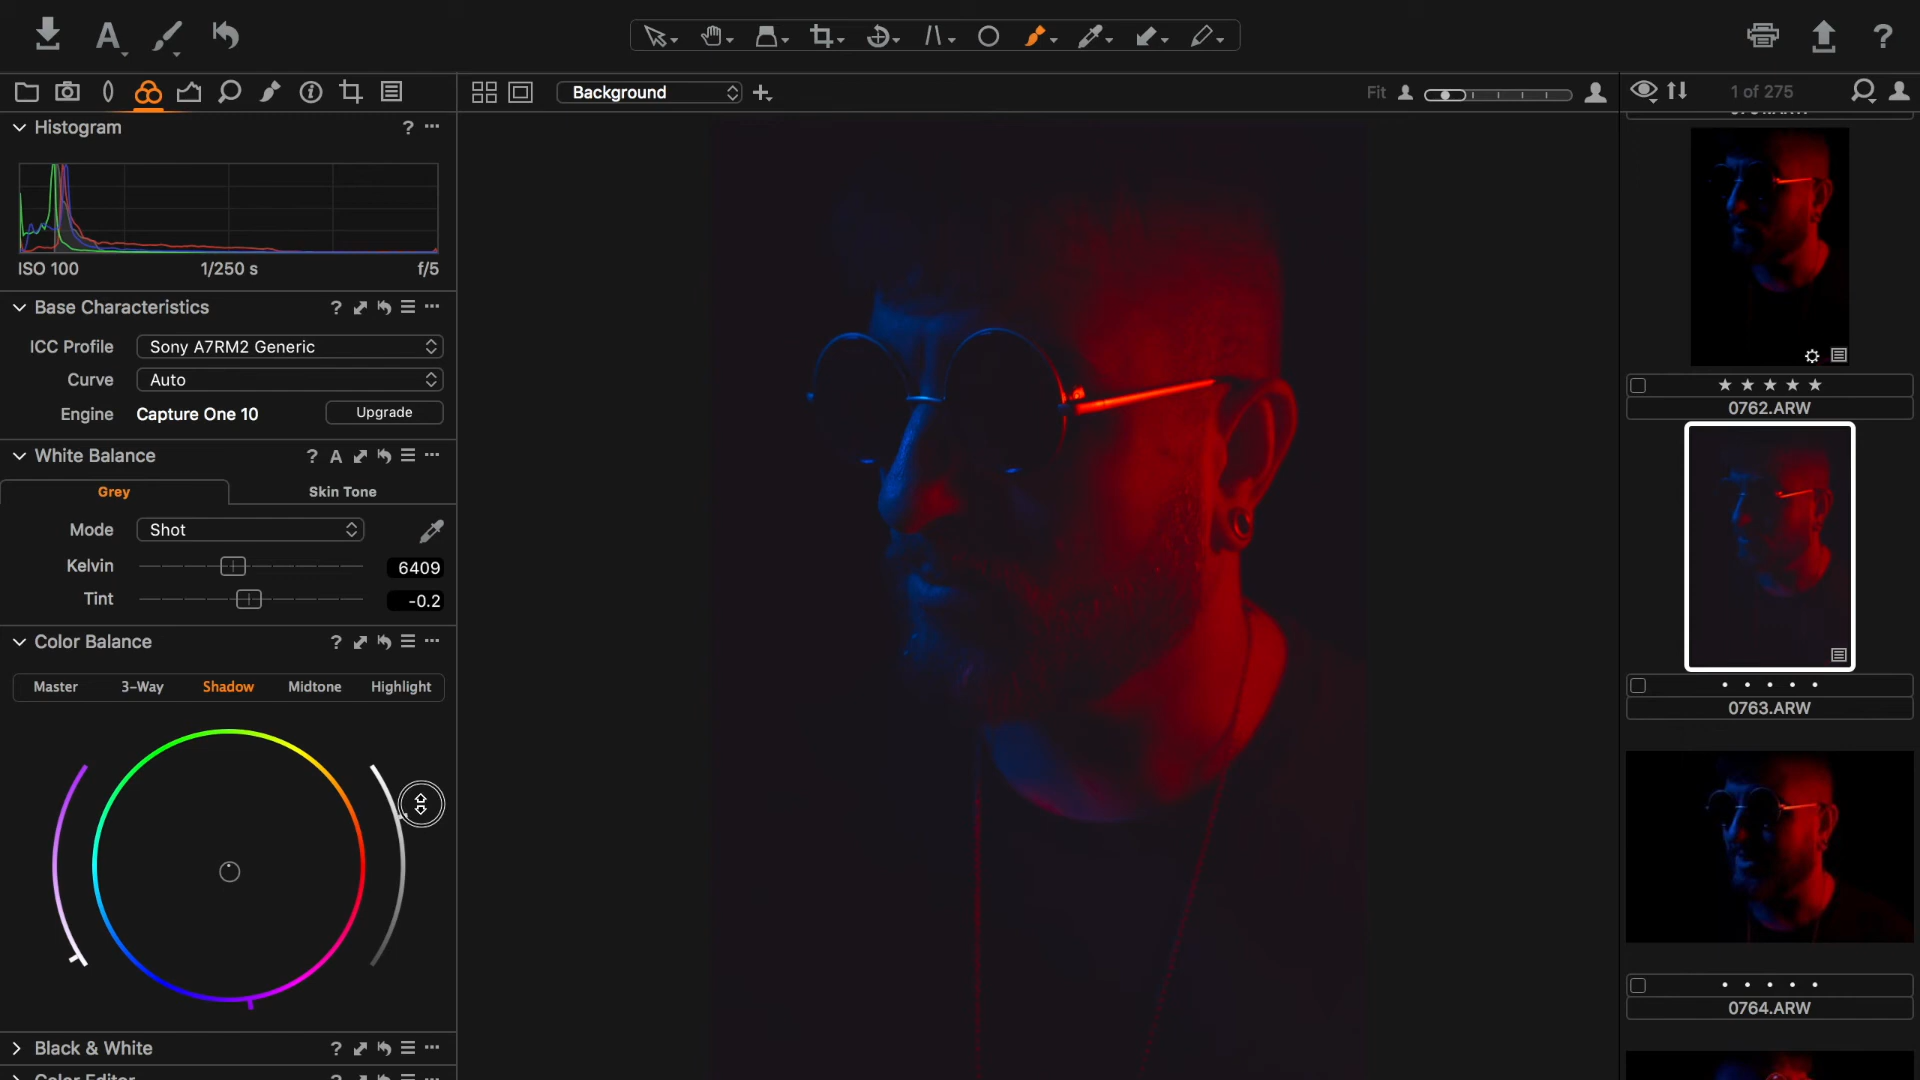 A
?
Background
Fit
1 of 275
Histogram
?
ISO 100
1/250 s
f/5
Base Characteristics
?
ICC Profile
Sony A7RM2 Generic
Curve
Auto
Engine
Capture One 10
Upgrade
White Balance
? A
Grey
Skin Tone
Mode
Shot
Kelvin
6409
Tint
-0.2
Color Balance
?
Master
3-Way
Shadow
Midtone
Highlight
Black & White
?
Color Editor
0762.ARW
0763.ARW
0764.ARW